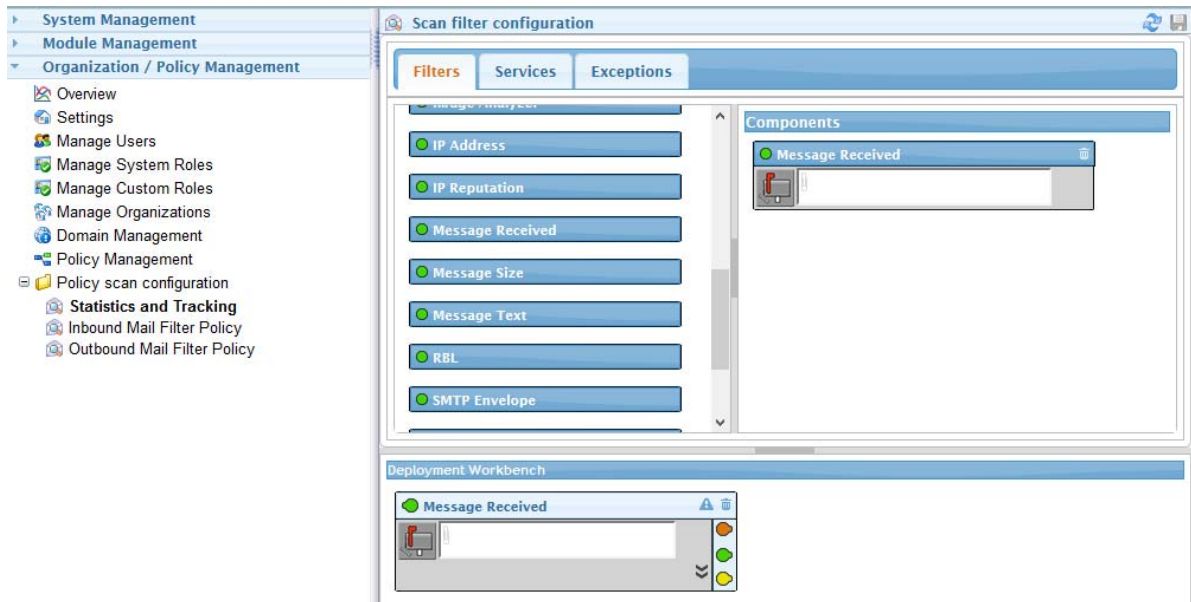 System Management
Module Management
Organization / Policy Management
Overview
Settings
Manage Users
Manage System Roles
Manage Custom Roles
Manage Organizations
Domain Management
Policy Management
Policy scan configuration
Statistics and Tracking
Inbound Mail Filter Policy
Outbound Mail Filter Policy
Scan filter configuration
Filters Services Exceptions
IP Address
IP Reputation
Message Received
Message Size
Message Text
RBL
SMTP Envelope
Components
Message Received
Deployment Workbench
Message Received